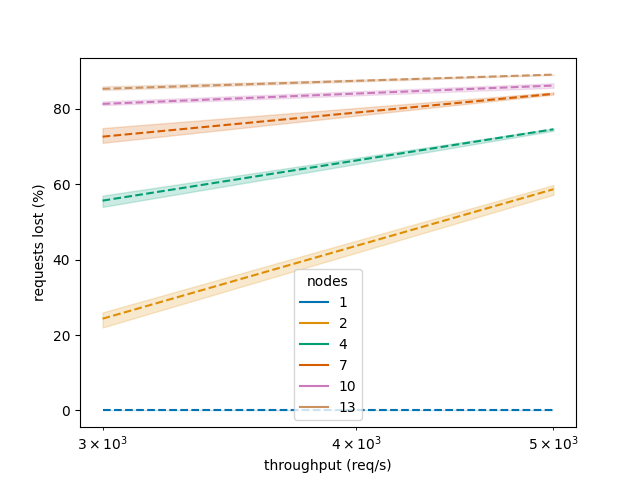 requests lost (%)
80
60
40
20
0
nodes
1
2
4
7
10
13
3 × 10³
4 × 10³
5 × 10³
throughput (req/s)